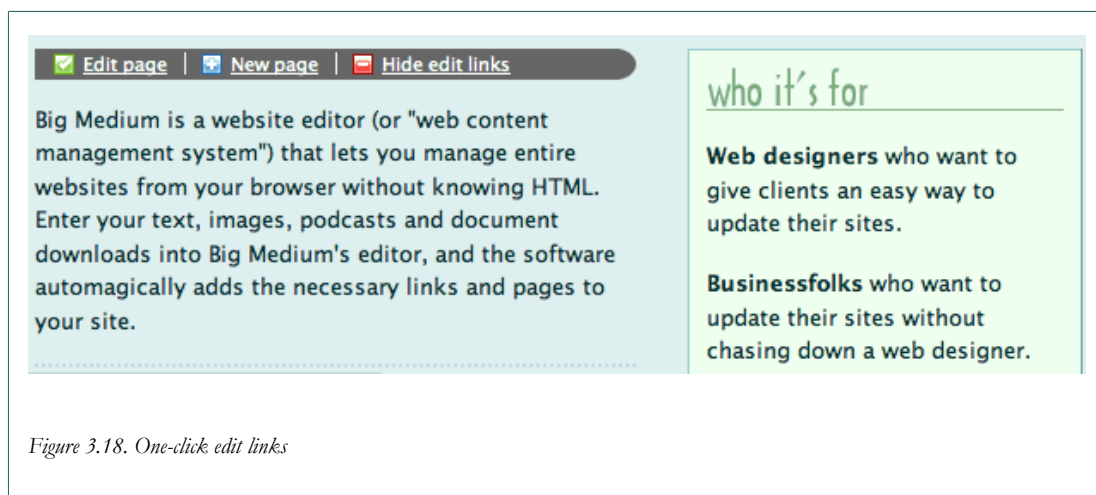 Edit page | New page | Hide edit links
Big Medium is a website editor (or "web content
management system") that lets you manage entire
websites from your browser without knowing HTML.
Enter your text, images, podcasts and document
downloads into Big Medium's editor, and the software
automagically adds the necessary links and pages to
your site.
who it's for
Web designers who want to
give clients an easy way to
update their sites.
Businessfolks who want to
update their sites without
chasing down a web designer.
Figure 3.18. One-click edit links